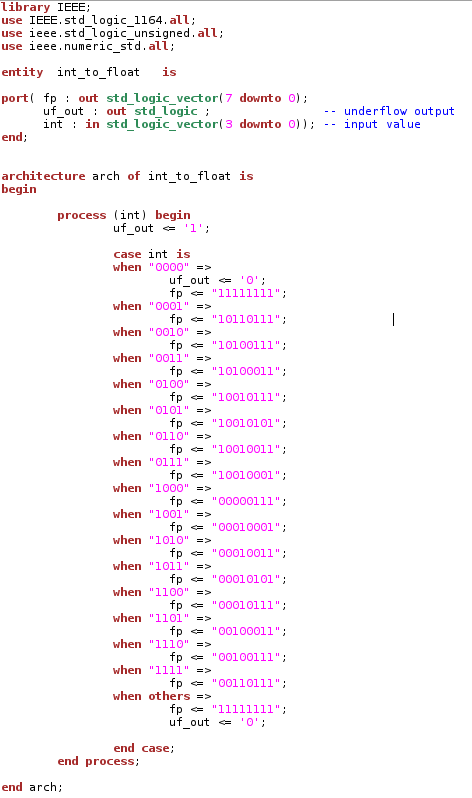 library IEEE;
use IEEE.std_logic_1164.all;
use ieee.std_logic_unsigned.all;
use ieee.numeric_std.all;
entity  int_to_float   is
port( fp : out std_logic_vector(7 downto 0);
uf_out : out std_logic ;                -- underflow output
int : in std_logic_vector(3 downto 0)); -- input value
end;
architecture arch of int_to_float is
begin
process (int) begin
uf_out <= '1';
case int is
when "0000" =>
uf_out <= '0';
fp <= "11111111";
when "0001" =>
fp <= "10110111";
when "0010" =>
fp <= "10100111";
when "0011" =>
fp <= "10100011";
when "0100" =>
fp <= "10010111";
when "0101" =>
fp <= "10010101";
when "0110" =>
fp <= "10010011";
when "0111" =>
fp <= "10010001";
when "1000" =>
fp <= "00000111";
when "1001" =>
fp <= "00010001";
when "1010" =>
fp <= "00010011";
when "1011" =>
fp <= "00010101";
when "1100" =>
fp <= "00010111";
when "1101" =>
fp <= "00100011";
when "1110" =>
fp <= "00100111";
when "1111" =>
fp <= "00110111";
when others =>
fp <= "11111111";
uf_out <= '0';
end case;
end process;
end arch;